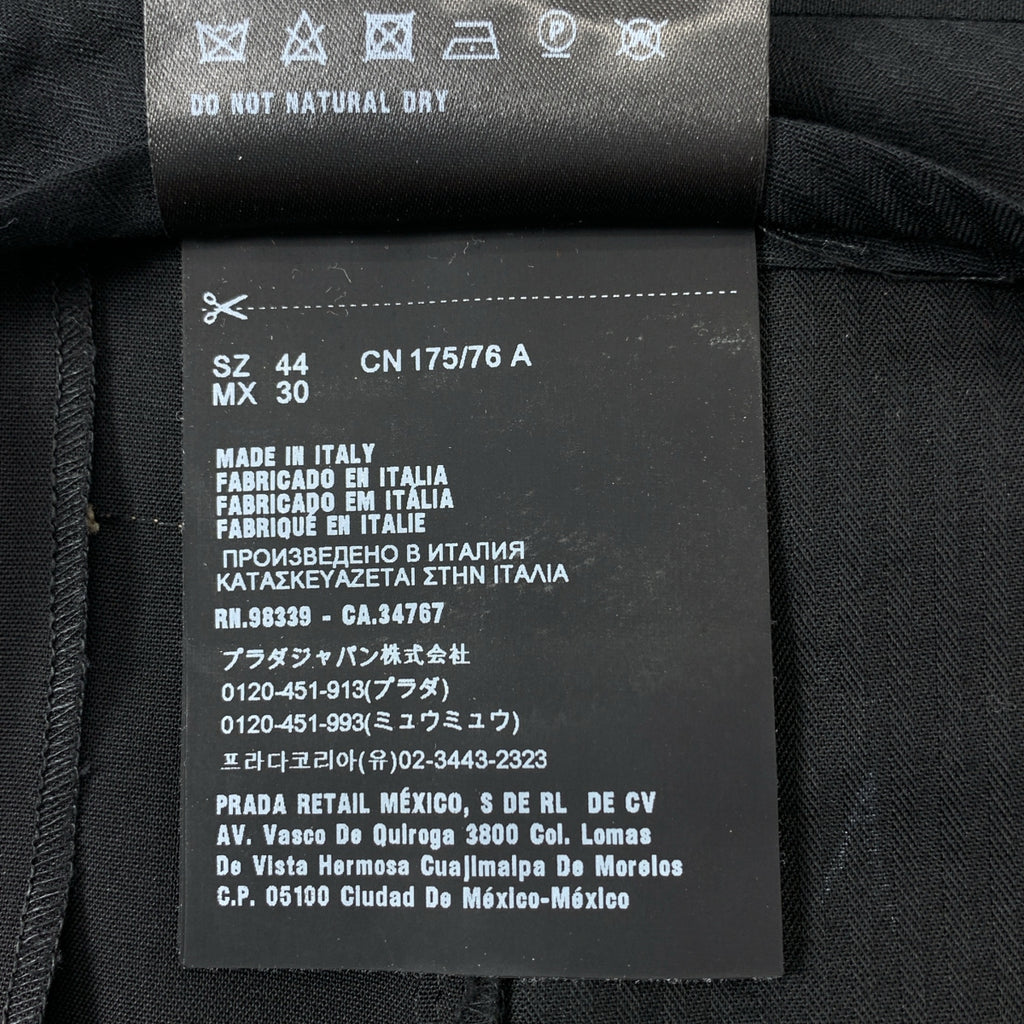 DO NOT NATURAL DRY
SZ 44 CN 175/76 A
MX 30
MADE IN ITALY
FABRICADO EN ITALIA
FABRICADO EM ITÁLIA
FABRIQUÉ EN ITALIE
ПРОИЗВЕДЕНО В ИТАЛИЯ
ΚΑΤΑΣΚΕΥΑΖΕΤΑΙ ΣΤΗΝ ΙΤΑΛΙΑ
RN.98339 - CA.34767
プラダジャパン株式会社
0120-451-913(プラダ)
0120-451-993(ミュウミュウ)
프라다코리아(유)02-3443-2323
PRADA RETAIL MÉXICO, S DE RL DE CV
AV. Vasco De Quiroga 3800 Col. Lomas
De Vista Hermosa Cuajimalpa De Morelos
C.P. 05100 Ciudad De México-México